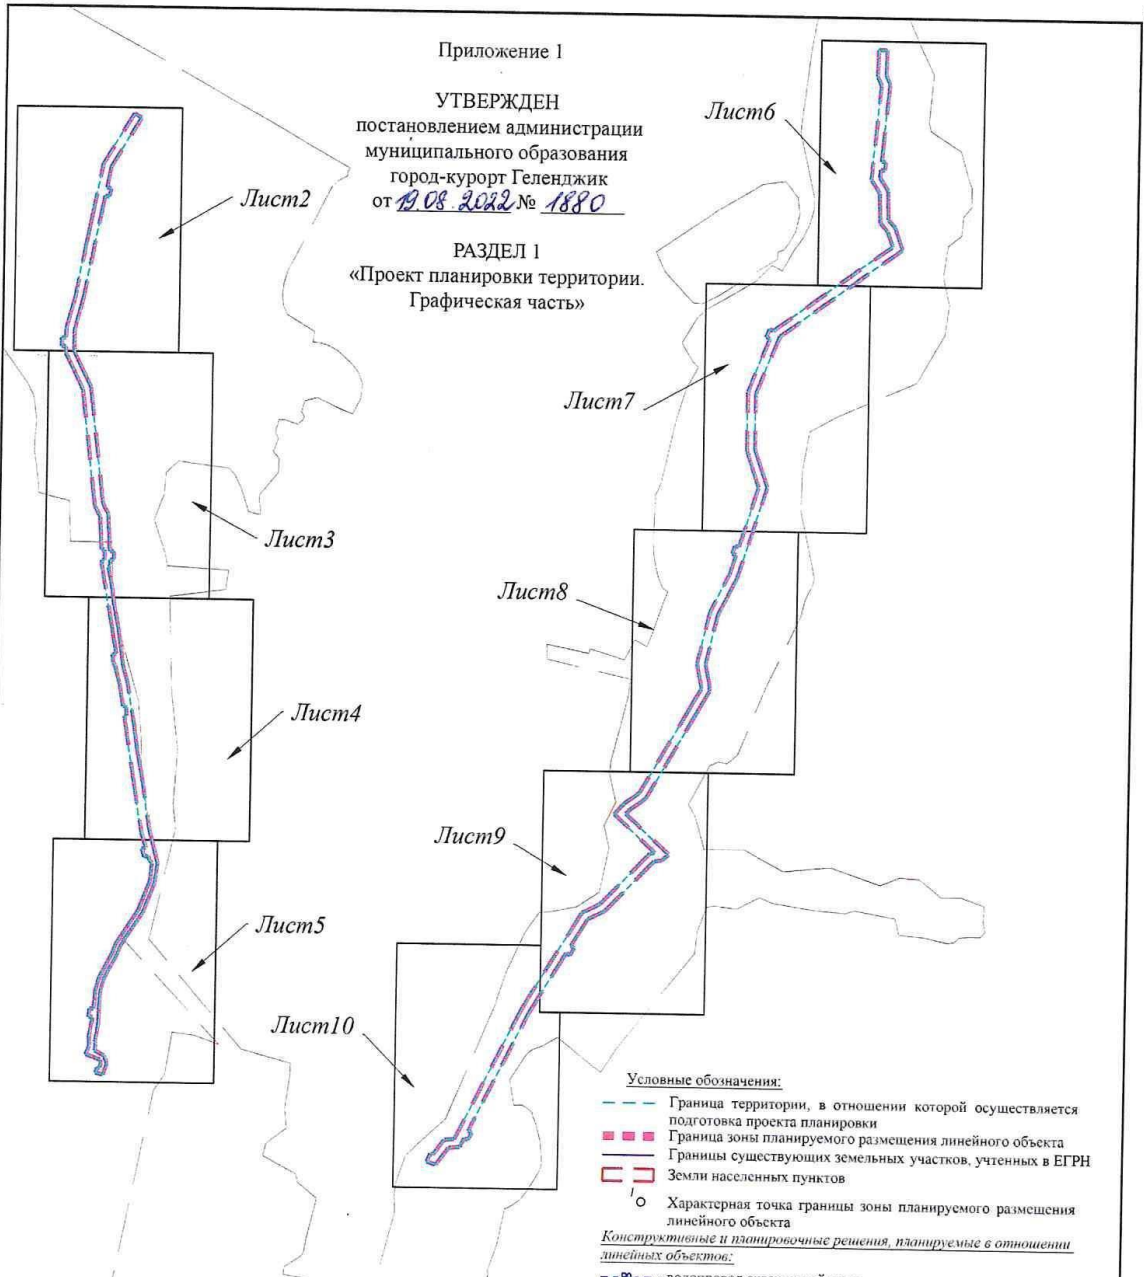 Приложение 1
УТВЕРЖДЕН
постановлением администрации
муниципального образования
город-курорт Геленджик
от 19.08.2022 № 1880
РАЗДЕЛ 1
«Проект планировки территории.
Графическая часть»
Лист2
Лист3
Лист4
Лист5
Лист6
Лист7
Лист8
Лист9
Лист10
Условные обозначения:
Граница территории, в отношении которой осуществляется
подготовка проекта планировки
Граница зоны планируемого размещения линейного объекта
Границы существующих земельных участков, учтенных в ЕГРН
Земли населенных пунктов
1
Характерная точка границы зоны планируемого размещения
линейного объекта
Конструктивные и планировочные решения, планируемые в отношении
линейных объектов: